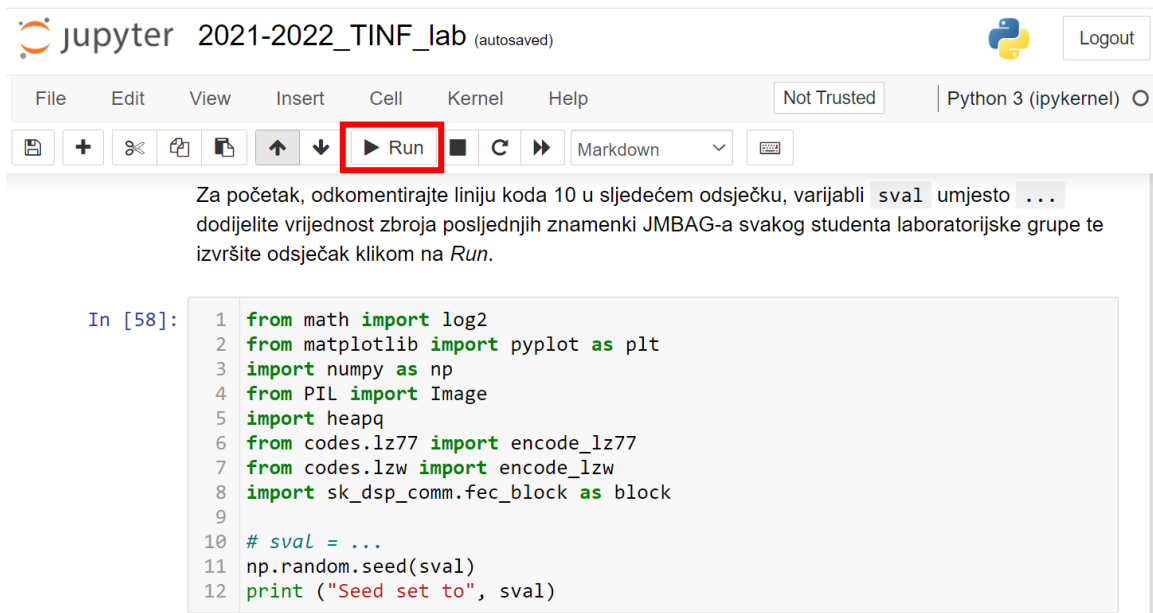 jupyter 2021-2022_TINF_lab (autosaved) Logout
File Edit View Insert Cell Kernel Help Not Trusted Python 3 (ipykernel)
Run Markdown
Za početak, odkomentirajte liniju koda 10 u sljedećem odsječku, varijabli sval umjesto ...
dodijelite vrijednost zbroja posljednjih znamenki JMBAG-a svakog studenta laboratorijske grupe te
izvršite odsječak klikom na Run.
In [58]: 1 from math import log2
2 from matplotlib import pyplot as plt
3 import numpy as np
4 from PIL import Image
5 import heapq
6 from codes.lz77 import encode_lz77
7 from codes.lzw import encode_lzw
8 import sk_dsp_comm.fec_block as block
9
10 # sval = ...
11 np.random.seed(sval)
12 print ("Seed set to", sval)